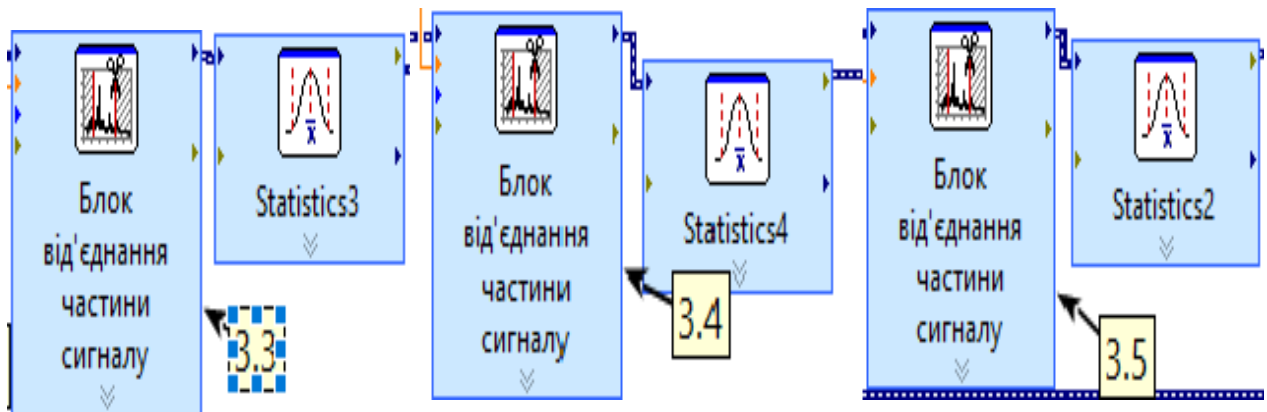 Блок
від'єднання
частини
сигналу
3.3
x
Statistics3
Блок
від'єднання
частини
сигналу
3.4
x
Statistics4
Блок
від'єднання
частини
сигналу
3.5
x
Statistics2